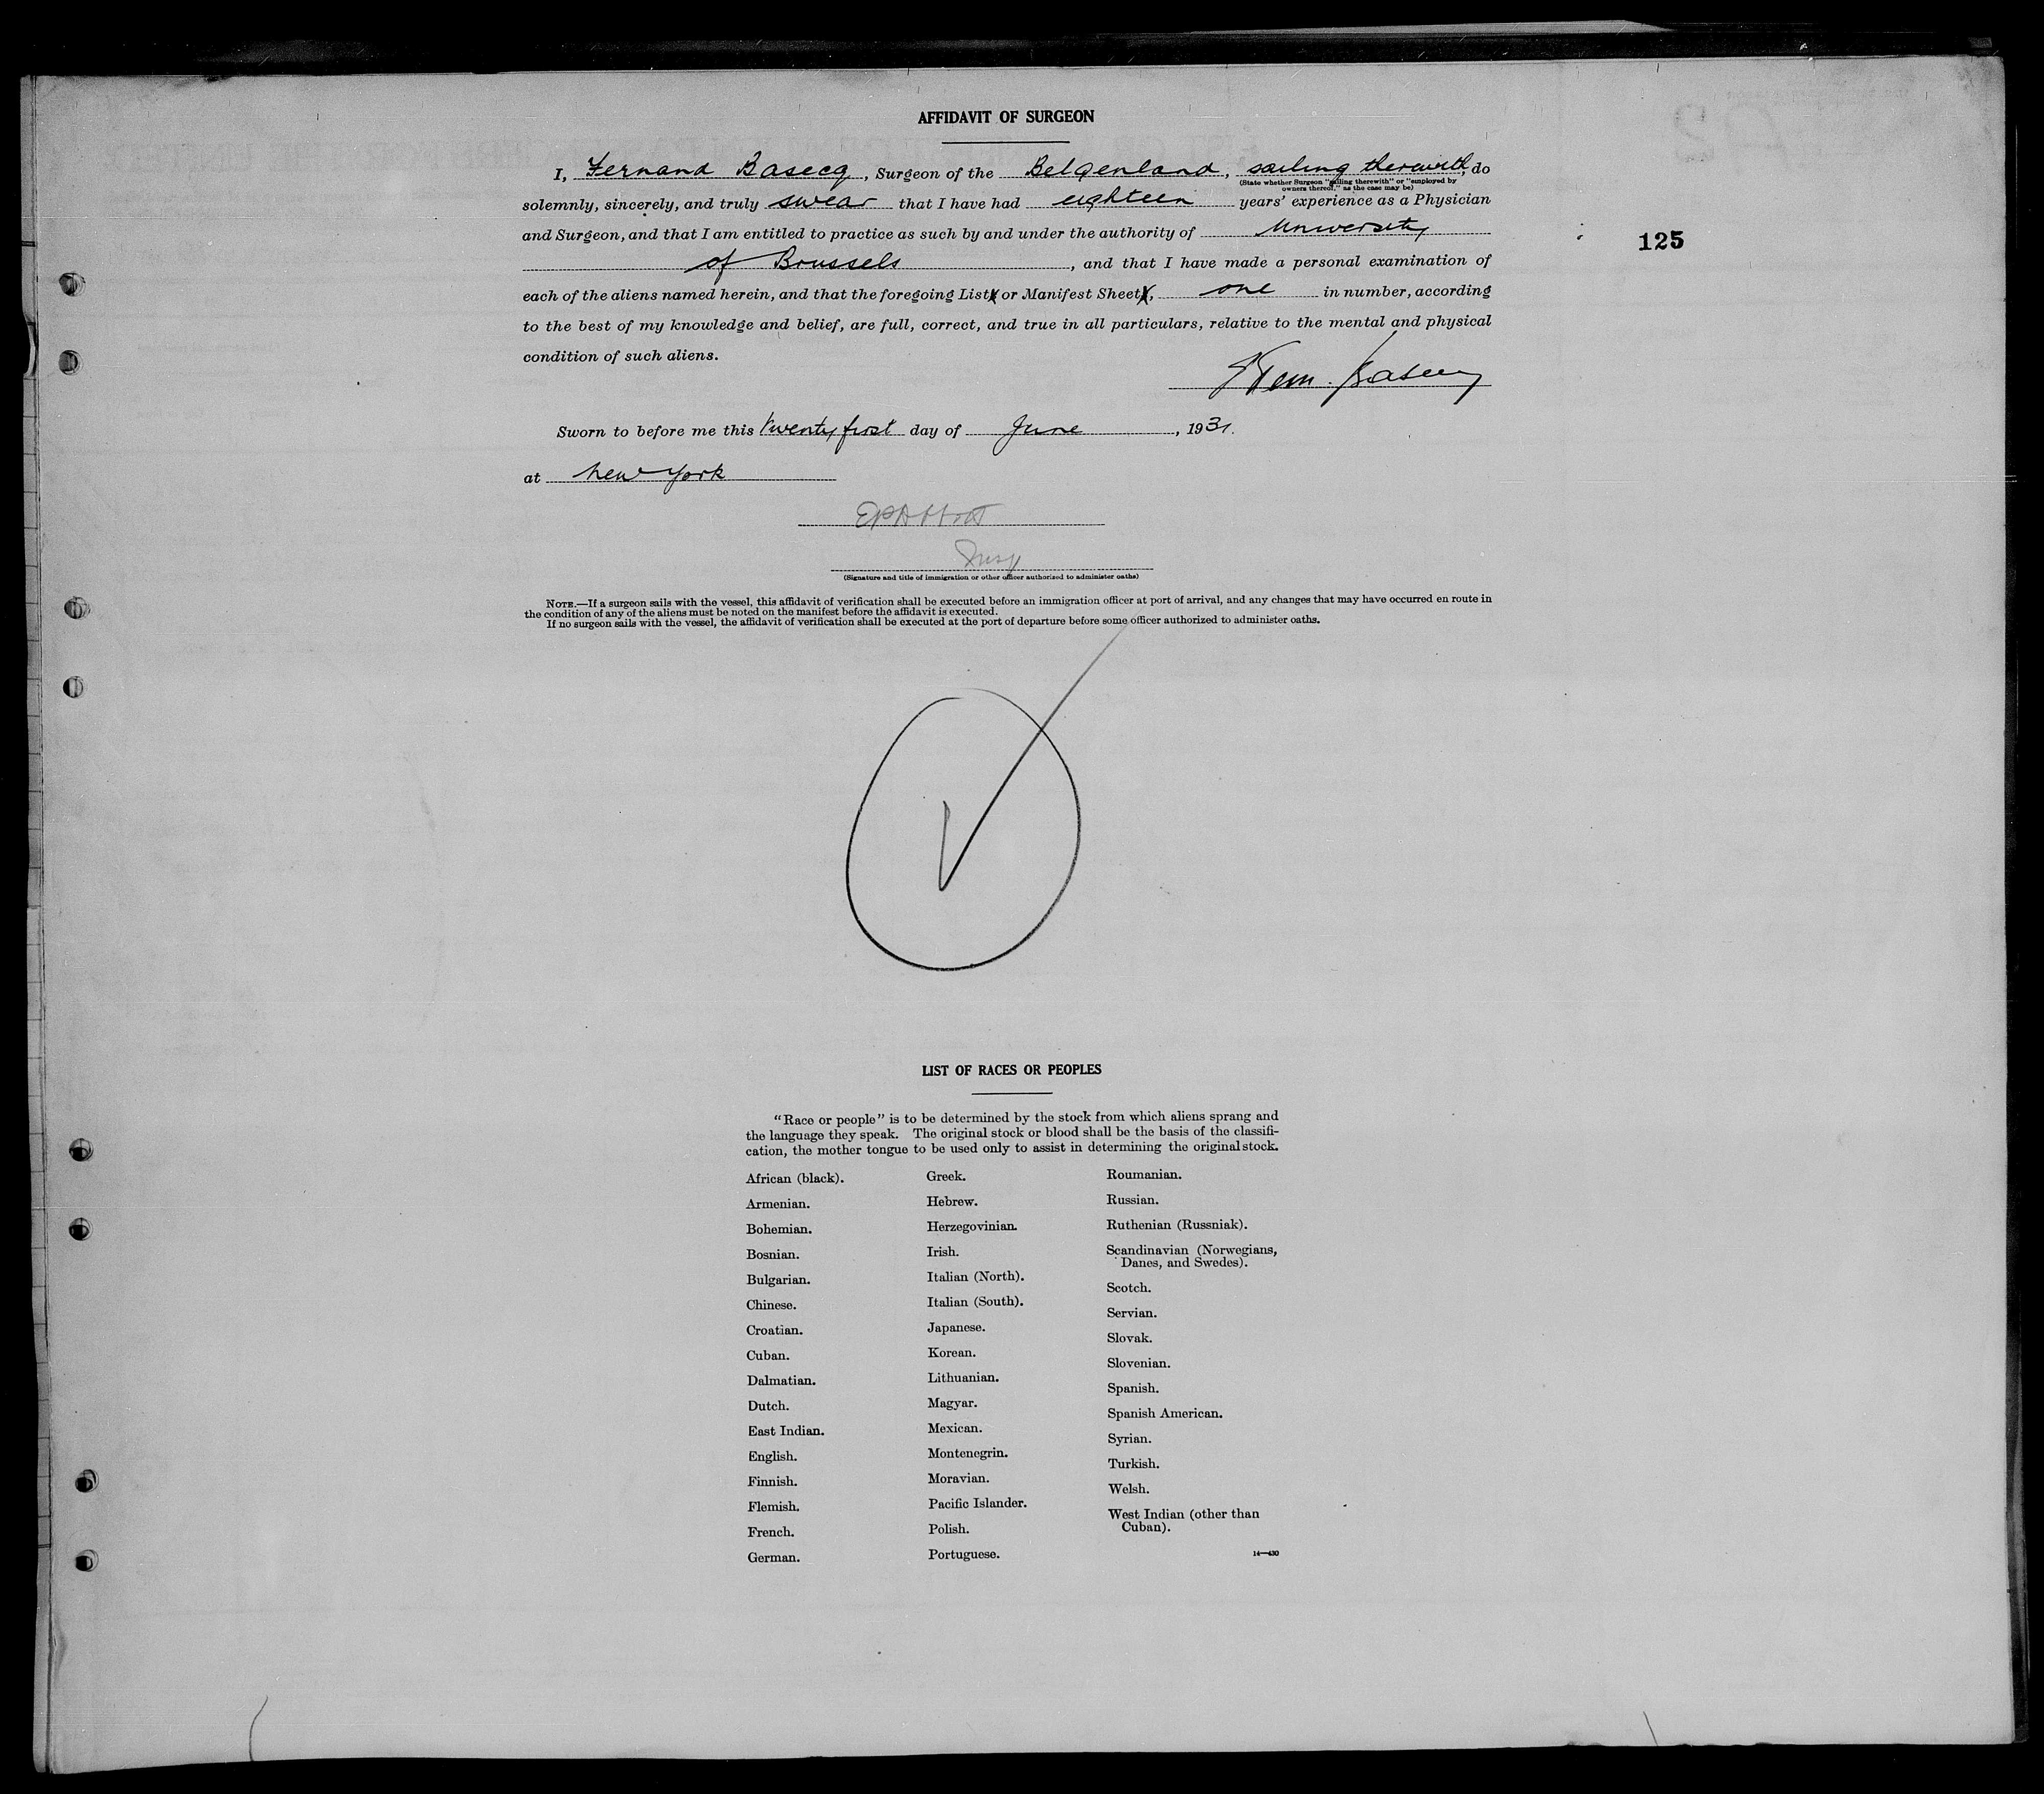 AFFIDAVIT OF SURGEON
I, Fernand Basecq, Surgeon of the Belgenland, sailing therewith, do
(State whether Surgeon "sailing therewith" or "employed by
owners thereof," as the case may be)
solemnly, sincerely, and truly swear that I have had eighteen years' experience as a Physician
and Surgeon, and that I am entitled to practice as such by and under the authority of University
of Brussels, and that I have made a personal examination of
125
each of the aliens named herein, and that the foregoing List or Manifest Sheet, one in number, according
to the best of my knowledge and belief, are full, correct, and true in all particulars, relative to the mental and physical
condition of such aliens.
Sworn to before me this twenty first day of June, 1931.
at New York
Insp
(Signature and title of immigration or other officer authorized to administer oaths)
NOTE.—If a surgeon sails with the vessel, this affidavit of verification shall be executed before an immigration officer at port of arrival, and any changes that may have occurred en route in
the condition of any of the aliens must be noted on the manifest before the affidavit is executed.
If no surgeon sails with the vessel, the affidavit of verification shall be executed at the port of departure before some officer authorized to administer oaths.
LIST OF RACES OR PEOPLES
"Race or people" is to be determined by the stock from which aliens sprang and
the language they speak. The original stock or blood shall be the basis of the classifi-
cation, the mother tongue to be used only to assist in determining the original stock.
African (black).
Armenian.
Bohemian.
Bosnian.
Bulgarian.
Chinese.
Croatian.
Cuban.
Dalmatian.
Dutch.
East Indian.
English.
Finnish.
Flemish.
French.
German.
Greek.
Hebrew.
Herzegovinian.
Irish.
Italian (North).
Italian (South).
Japanese.
Korean.
Lithuanian.
Magyar.
Mexican.
Montenegrin.
Moravian.
Pacific Islander.
Polish.
Portuguese.
Roumanian.
Russian.
Ruthenian (Russniak).
Scandinavian (Norwegians,
Danes, and Swedes).
Scotch.
Servian.
Slovak.
Slovenian.
Spanish.
Spanish American.
Syrian.
Turkish.
Welsh.
West Indian (other than
Cuban).
14—430